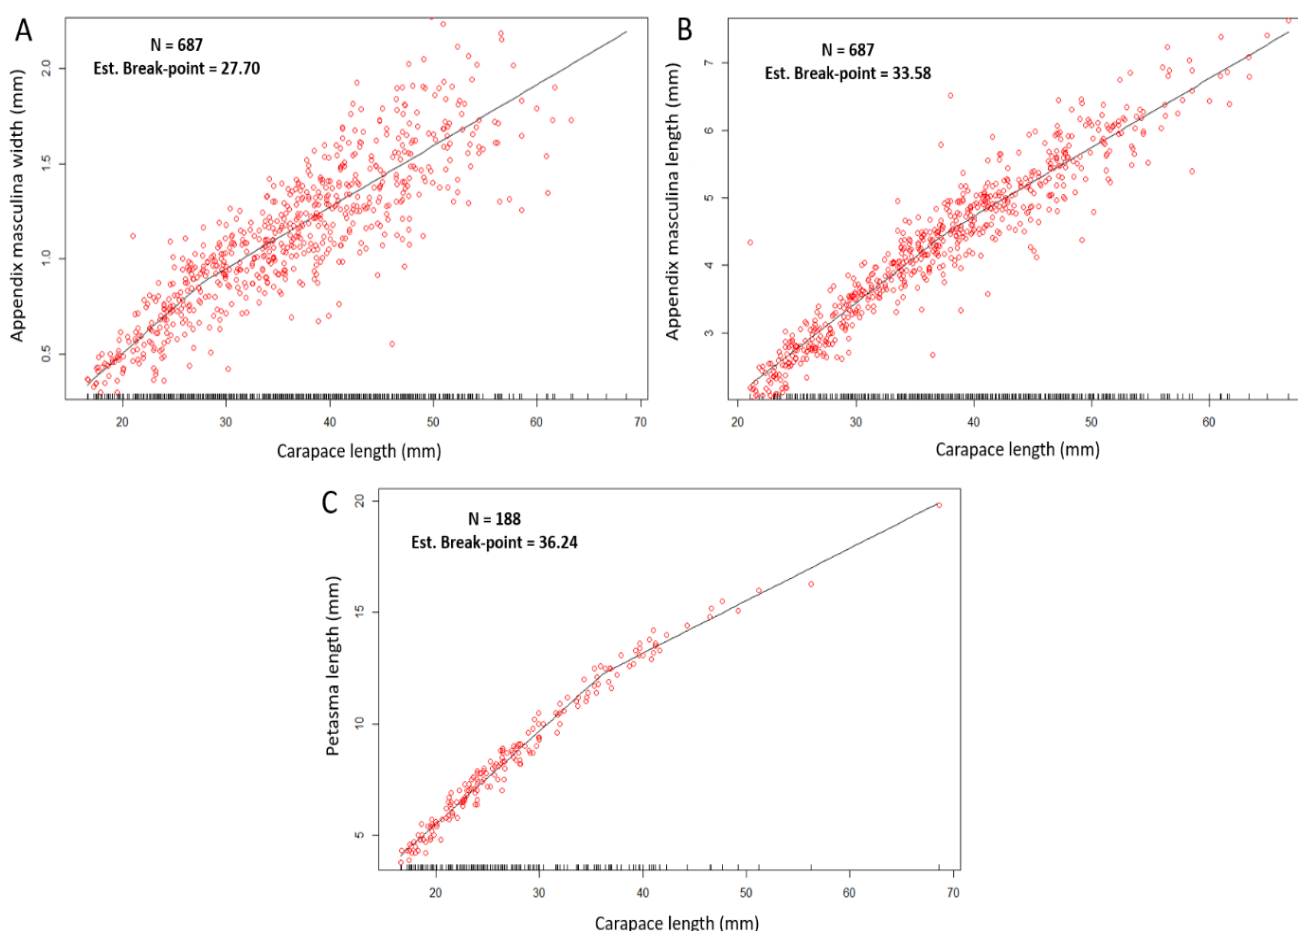 A
N = 687
Est. Break-point = 27.70
Appendix masculina width (mm)
2.0
1.5
1.0
0.5
20 30 40 50 60 70
Carapace length (mm)
B
N = 687
Est. Break-point = 33.58
Appendix masculina length (mm)
7
6
5
4
3
20 30 40 50 60
Carapace length (mm)
C
N = 188
Est. Break-point = 36.24
Petasma length (mm)
20
15
10
5
20 30 40 50 60 70
Carapace length (mm)